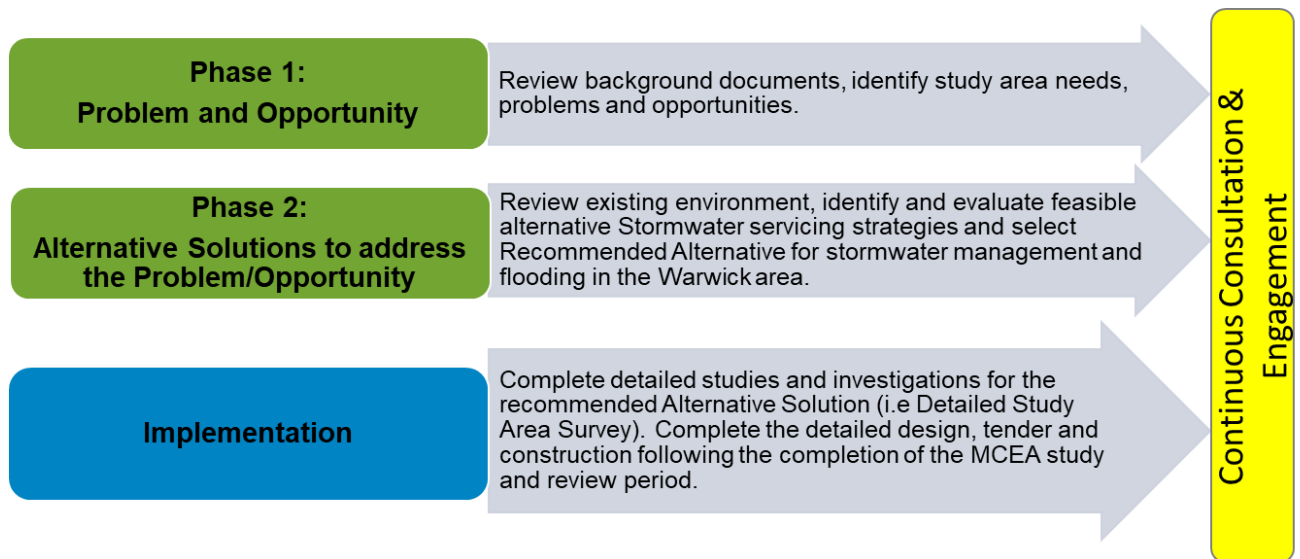 Phase 1:
Problem and Opportunity
Review background documents, identify study area needs,
problems and opportunities.
Phase 2:
Alternative Solutions to address
the Problem/Opportunity
Review existing environment, identify and evaluate feasible
alternative Stormwater servicing strategies and select
Recommended Alternative for stormwater management and
flooding in the Warwick area.
Implementation
Complete detailed studies and investigations for the
recommended Alternative Solution (i.e Detailed Study
Area Survey). Complete the detailed design, tender and
construction following the completion of the MCEA study
and review period.
Continuous Consultation &
Engagement